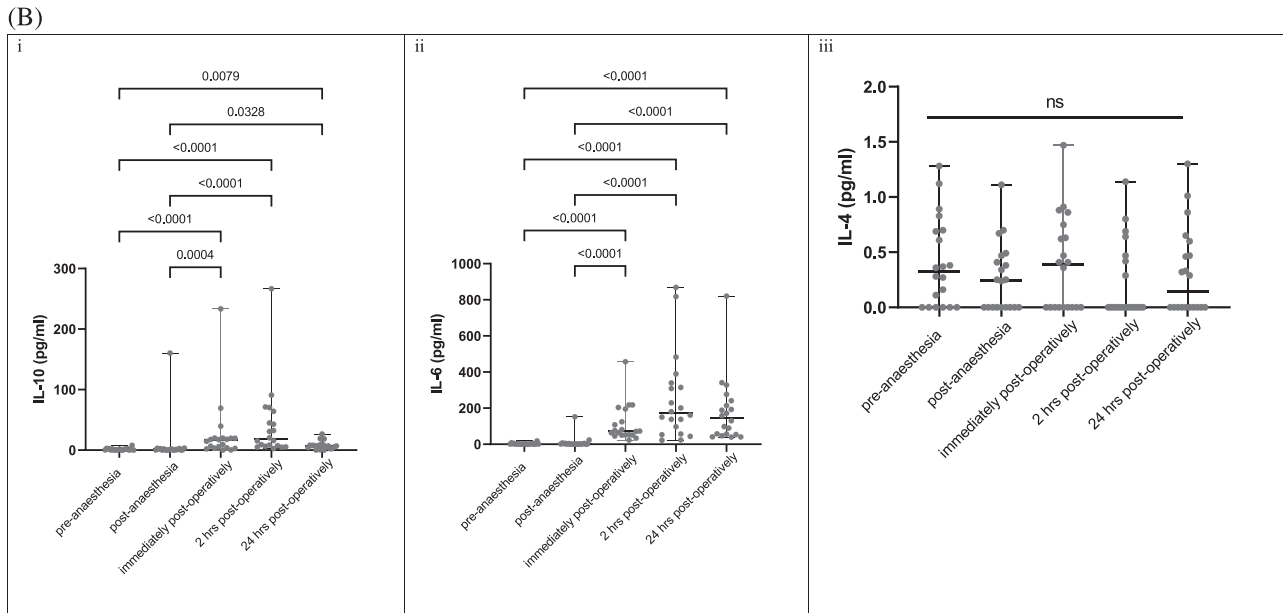 (B)
i
0.0079
0.0328
<0.0001
<0.0001
<0.0001
0.0004
300
200
100
0
IL-10 (pg/ml)
pre-anaesthesia
post-anaesthesia
immediately post-operatively
2 hrs post-operatively
24 hrs post-operatively
ii
<0.0001
<0.0001
<0.0001
<0.0001
<0.0001
<0.0001
1000
800
600
400
200
0
IL-6 (pg/ml)
pre-anaesthesia
post-anaesthesia
immediately post-operatively
2 hrs post-operatively
24 hrs post-operatively
iii
2.0
1.5
1.0
0.5
0.0
ns
IL-4 (pg/ml)
pre-anaesthesia
post-anaesthesia
immediately post-operatively
2 hrs post-operatively
24 hrs post-operatively